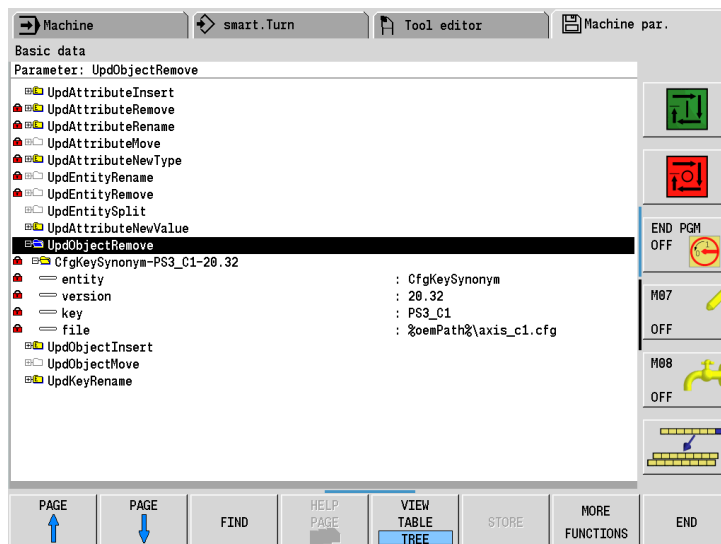 Machine smart.Turn Tool editor Machine par.
Basic data
Parameter: UpdObjectRemove
UpdAttributeInsert
UpdAttributeRemove
UpdAttributeRename
UpdAttributeMove
UpdAttributeNewType
UpdEntityRename
UpdEntityRemove
UpdEntitySplit
UpdAttributeNewValue
UpdObjectRemove
CfgKeySynonym-PS3_C1-20.32
entity : CfgKeySynonym
version : 20.32
key : PS3_C1
file : %oemPath%\axis_c1.cfg
UpdObjectInsert
UpdObjectMove
UpdKeyRename
END PGM
OFF
M07
OFF
M08
OFF
PAGE
PAGE
FIND
HELP
PAGE
VIEW
TABLE
TREE
STORE
MORE
FUNCTIONS
END